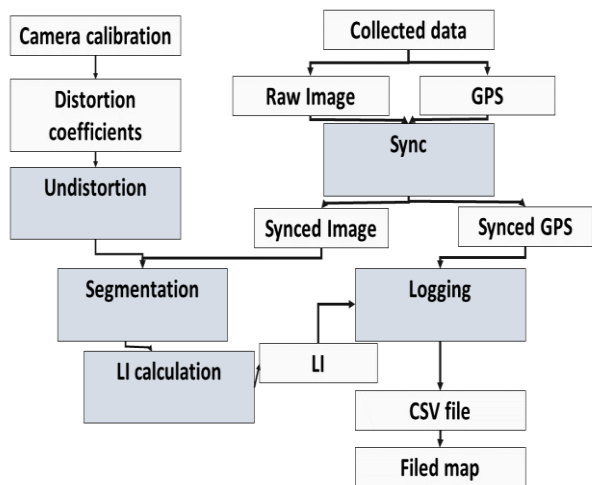 Camera calibration
Collected data
Distortion
coefficients
Raw Image
GPS
Undistortion
Sync
Synced Image
Synced GPS
Segmentation
Logging
LI calculation
LI
CSV file
Filed map